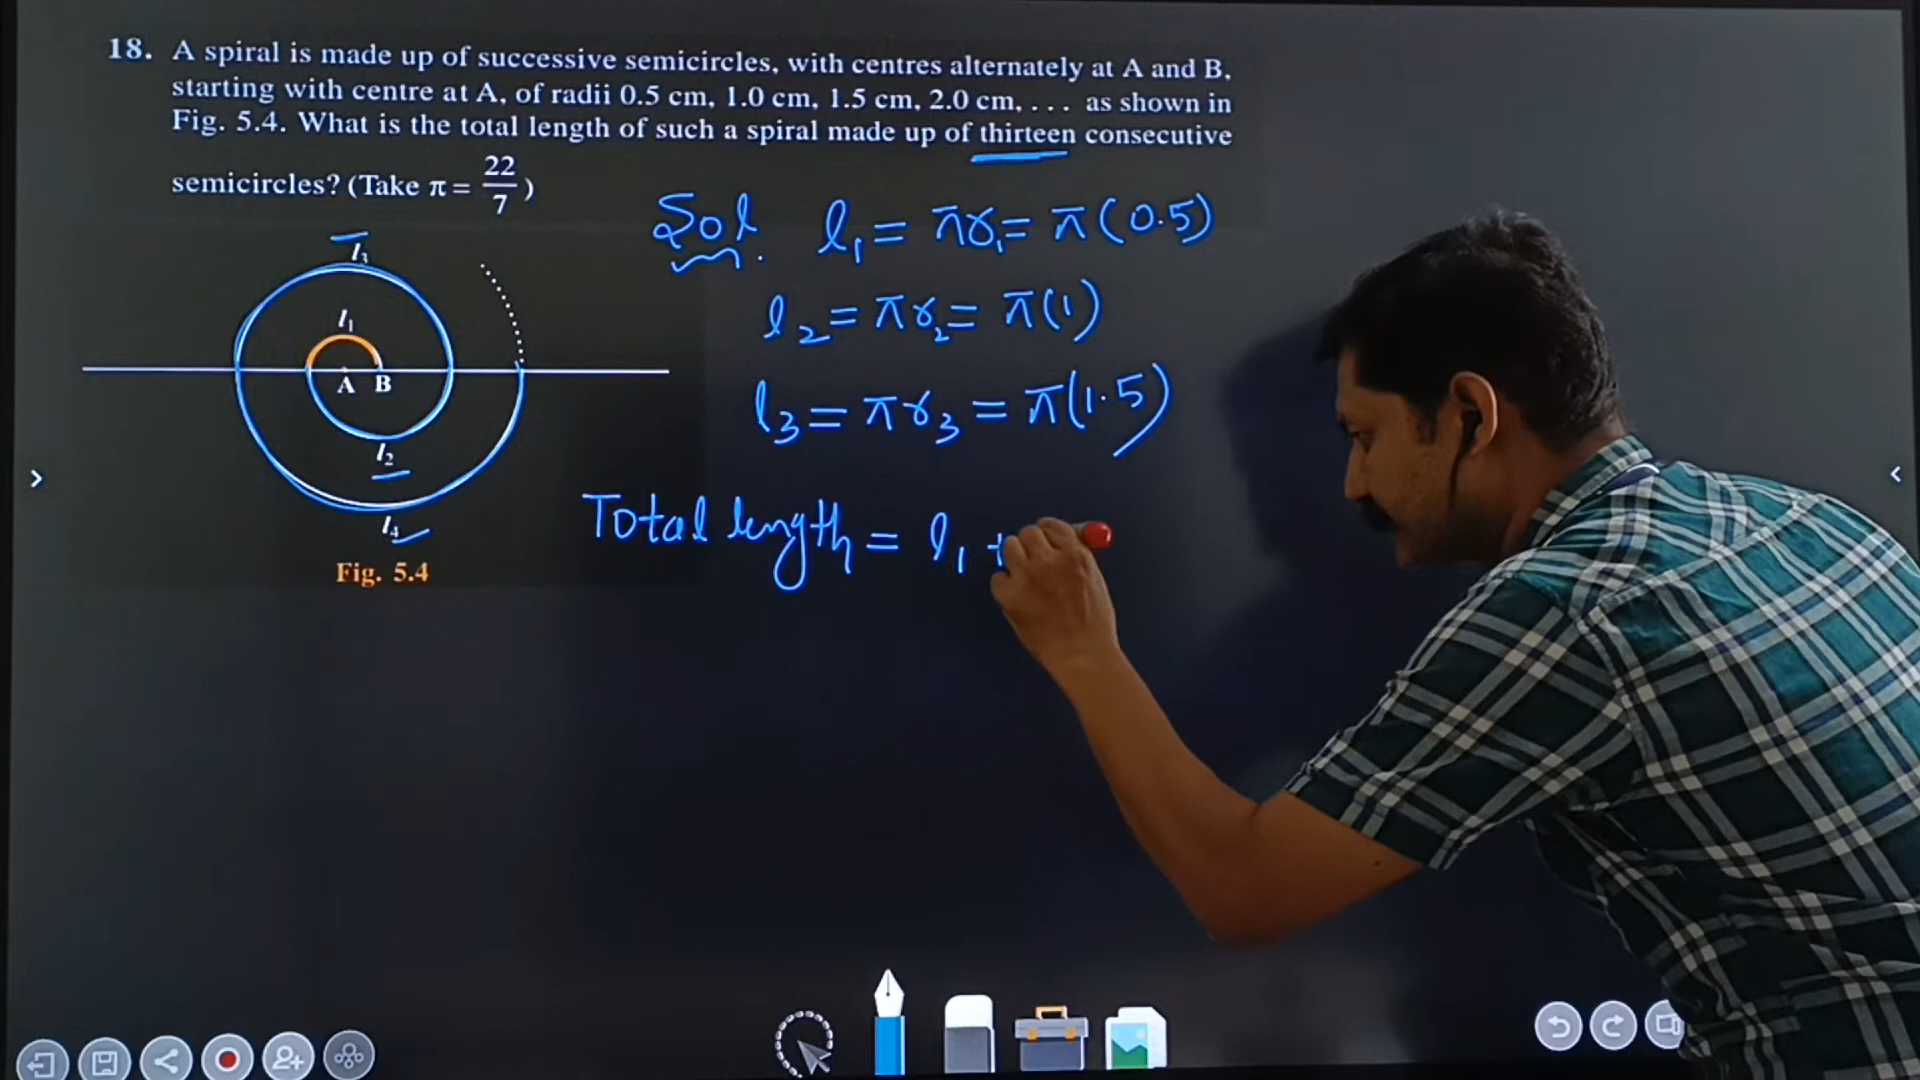 18. A spiral is made up of successive semicircles, with centres alternately at A and B,
starting with centre at A, of radii 0.5 cm, 1.0 cm, 1.5 cm, 2.0 cm, . . . as shown in
Fig. 5.4. What is the total length of such a spiral made up of thirteen consecutive
semicircles? (Take π = 22/7)
l₃
l₁
A B
l₂
l₄
Fig. 5.4
Sol.
l₁ = πr₁ = π(0.5)
l₂ = πr₂ = π(1)
l₃ = πr₃ = π(1.5)
Total length = l₁ +